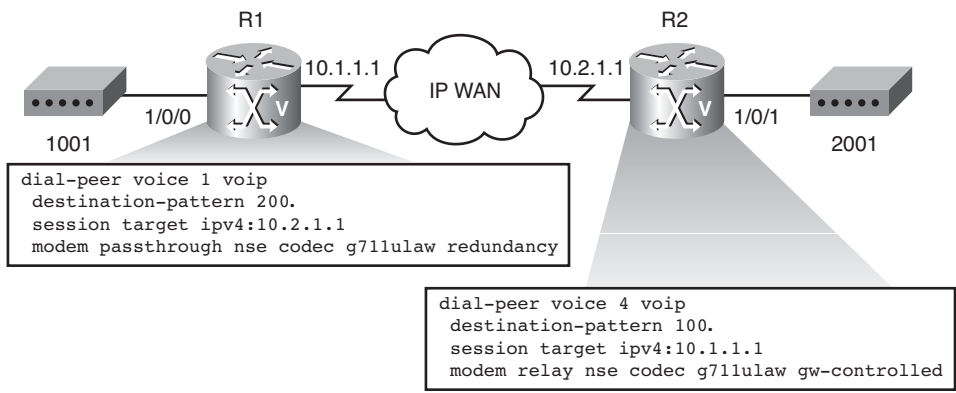 R1
R2
10.1.1.1
IP WAN
10.2.1.1
V
V
1/0/0
1/0/1
1001
2001
dial-peer voice 1 voip
destination-pattern 200.
session target ipv4:10.2.1.1
modem passthrough nse codec g711ulaw redundancy
dial-peer voice 4 voip
destination-pattern 100.
session target ipv4:10.1.1.1
modem relay nse codec g711ulaw gw-controlled